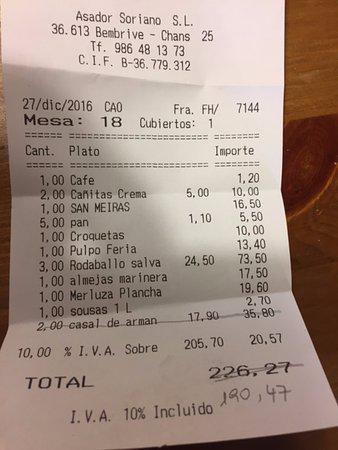 Asador Soriano S.L.
36.613 Bembrive - Chans 25
Tf. 986 48 13 73
C.I.F. B-36.779.312
27/dic/2016 CAO Fra. FH/ 7144
Mesa: 18 Cubiertos: 1
Cant. Plato Importe
1,00 Cafe 1,20
2,00 Cañitas Crema 5,00 10,00
1,00 SAN MEIRAS 16,50
5,00 pan 1,10 5,50
1,00 Croquetas 10,00
1,00 Pulpo Feria 13,40
3,00 Rodaballo salva 24,50 73,50
1,00 almejas marinera 17,50
1,00 Merluza Plancha 19,60
1,00 sousas 1 L 2,70
2,00 casal de arman 17,90 35,80
10,00 % I.V.A. Sobre 205,70 20,57
TOTAL 226,27
I.V.A. 10% Incluido 190,47